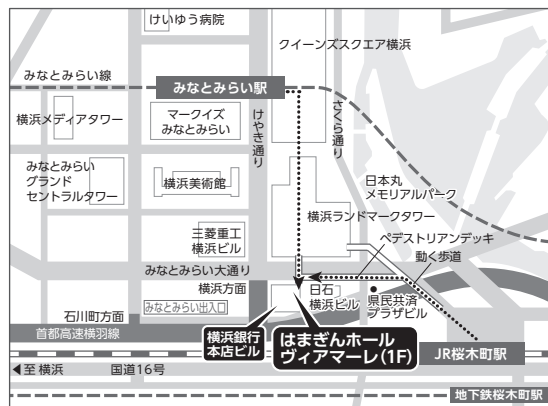 けいゆう病院
クイーンズスクエア横浜
みなとみらい線
みなとみらい駅
横浜メディアタワー
マークイズ
みなとみらい
けやき通り
さくら通り
みなとみらい
グランド
セントラルタワー
横浜美術館
日本丸
メモリアルパーク
横浜ランドマークタワー
三菱重工
横浜ビル
ペデストリアンデッキ
動く歩道
みなとみらい大通り
横浜方面
日石
横浜ビル
県民共済
プラザビル
石川町方面
みなとみらい出入口
首都高速横羽線
横浜銀行
本店ビル
はまぎんホール
ヴィアマーレ(1F)
JR桜木町駅
◀至横浜
国道16号
地下鉄桜木町駅